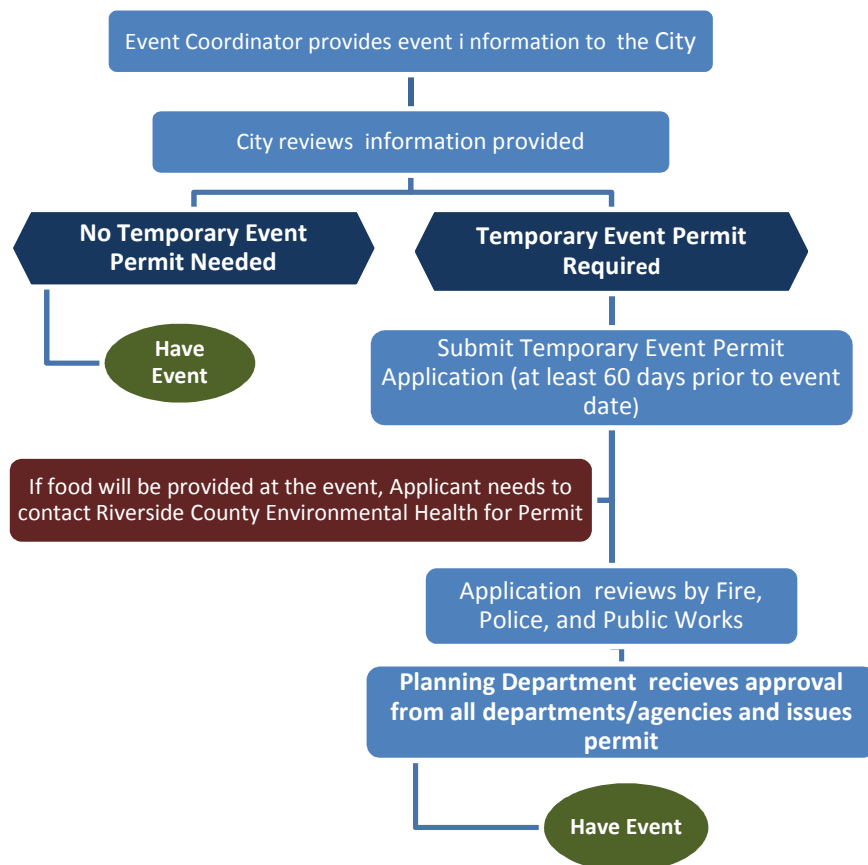 Event Coordinator provides event i nformation to the City
City reviews information provided
No Temporary Event
Permit Needed
Temporary Event Permit
Required
Have
Event
Submit Temporary Event Permit
Application (at least 60 days prior to event
date)
If food will be provided at the event, Applicant needs to
contact Riverside County Environmental Health for Permit
Application reviews by Fire,
Police, and Public Works
Planning Department recieves approval
from all departments/agencies and issues
permit
Have Event